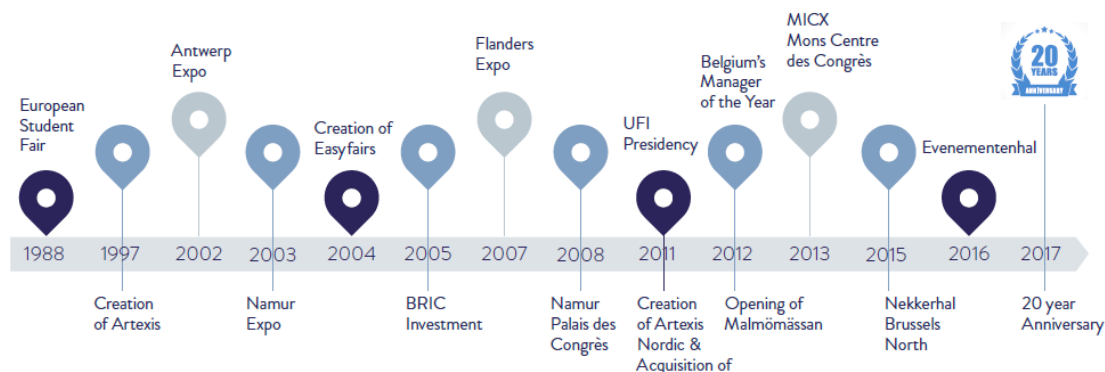 European
Student
Fair
Antwerp
Expo
Creation of
Easyfairs
Flanders
Expo
UFI
Presidency
Belgium's
Manager
of the Year
MICX
Mons Centre
des Congrès
Evenementenhal
20
YEARS
ANNIVERSARY
1988
1997
2002
2003
2004
2005
2007
2008
2011
2012
2013
2015
2016
2017
Creation
of Artexis
Namur
Expo
BRIC
Investment
Namur
Palais des
Congrès
Creation
of Artexis
Nordic &
Acquisition of
Opening of
Malmömässan
Nekkerhal
Brussels
North
20 year
Anniversary